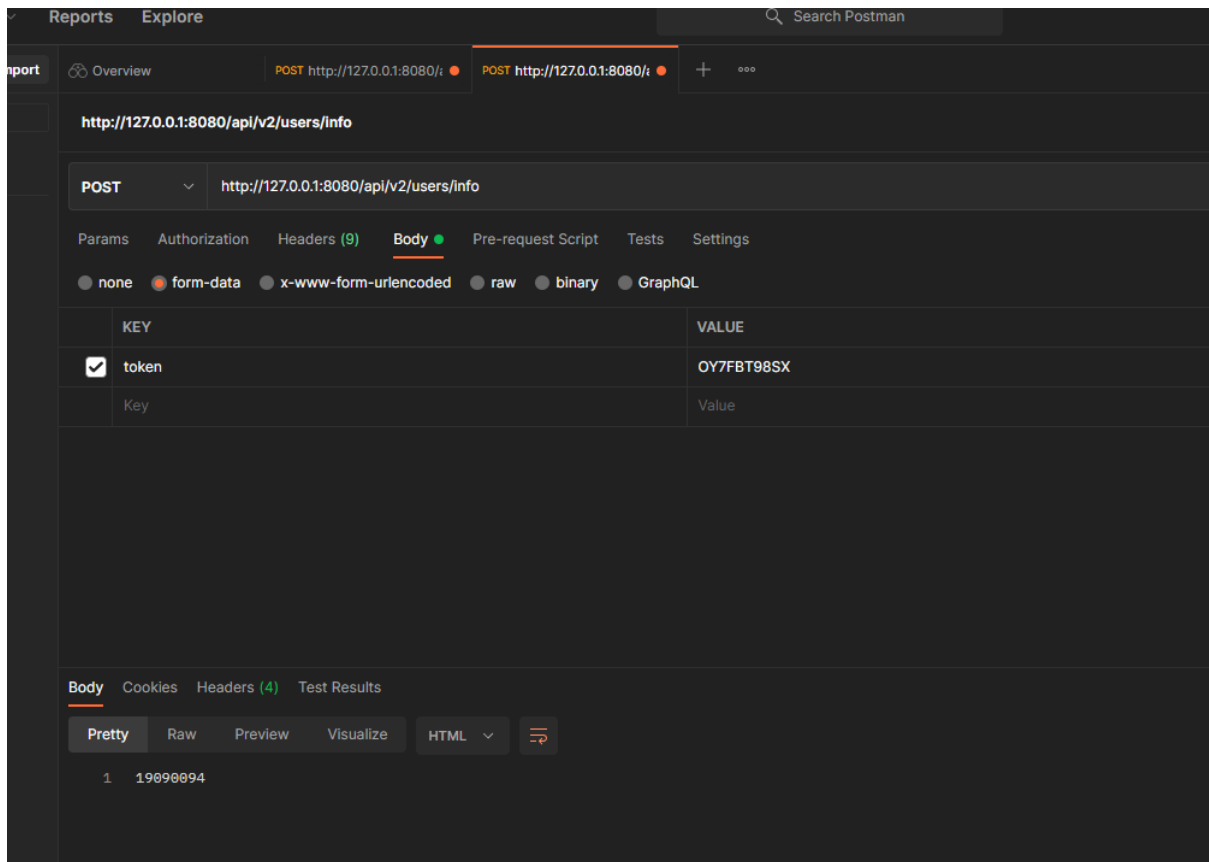 Reports Explore Search Postman
Overview POST http://127.0.0.1:8080/ POST http://127.0.0.1:8080/
http://127.0.0.1:8080/api/v2/users/info
POST http://127.0.0.1:8080/api/v2/users/info
Params Authorization Headers (9) Body Pre-request Script Tests Settings
none form-data x-www-form-urlencoded raw binary GraphQL
KEY VALUE
token OY7FBT98SX
Key Value
Body Cookies Headers (4) Test Results
Pretty Raw Preview Visualize HTML
1 19090094